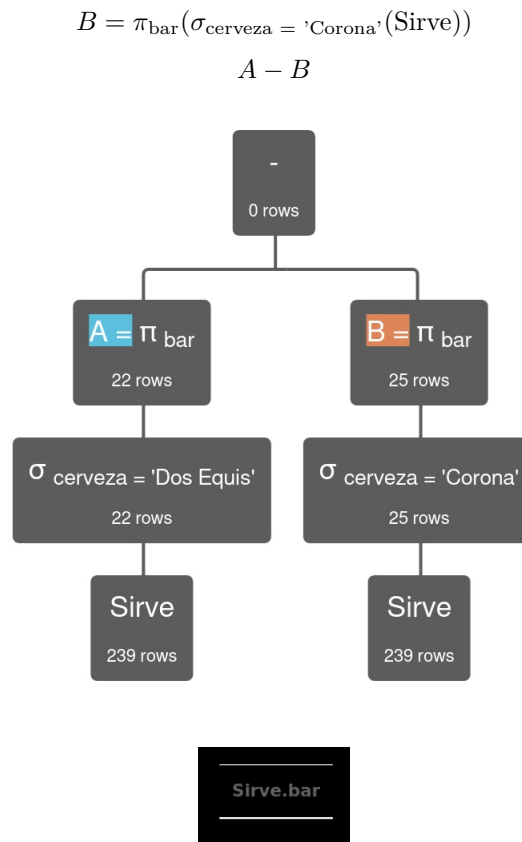 B = π_bar(σ_cerveza = 'Corona'(Sirve))
A − B
-
0 rows
A = π bar
22 rows
B = π bar
25 rows
σ cerveza = 'Dos Equis'
22 rows
σ cerveza = 'Corona'
25 rows
Sirve
239 rows
Sirve
239 rows
Sirve.bar